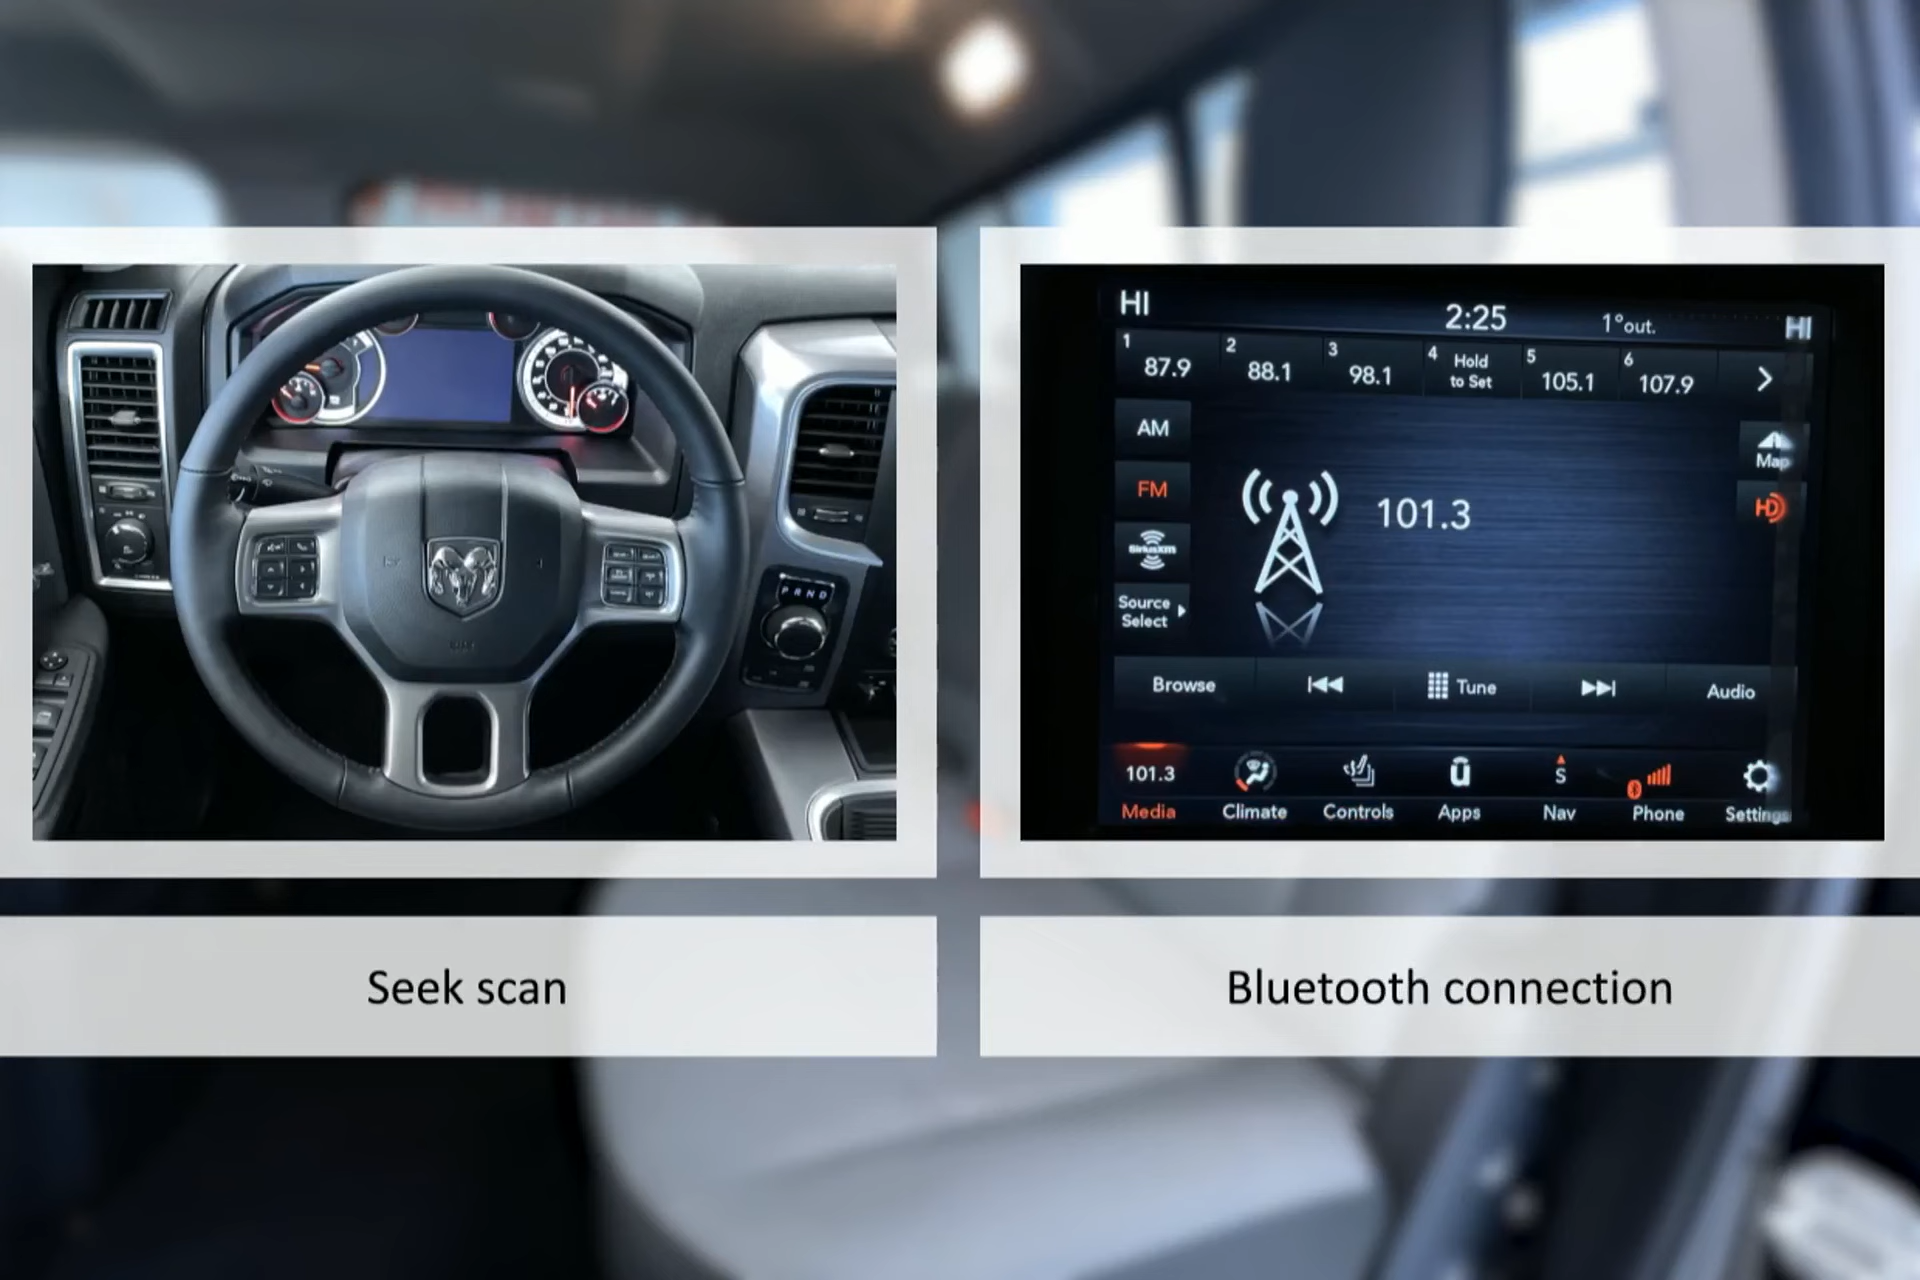 HI
2:25
1°out.
HI
1
87.9
2
88.1
3
98.1
4
Hold
to Set
5
105.1
6
107.9
AM
FM
SiriusXM
Source
Select
101.3
Map
HD
Browse
Tune
Audio
101.3
Media
Climate
Controls
Apps
S
Nav
Phone
Settings
P R N D
Seek scan
Bluetooth connection